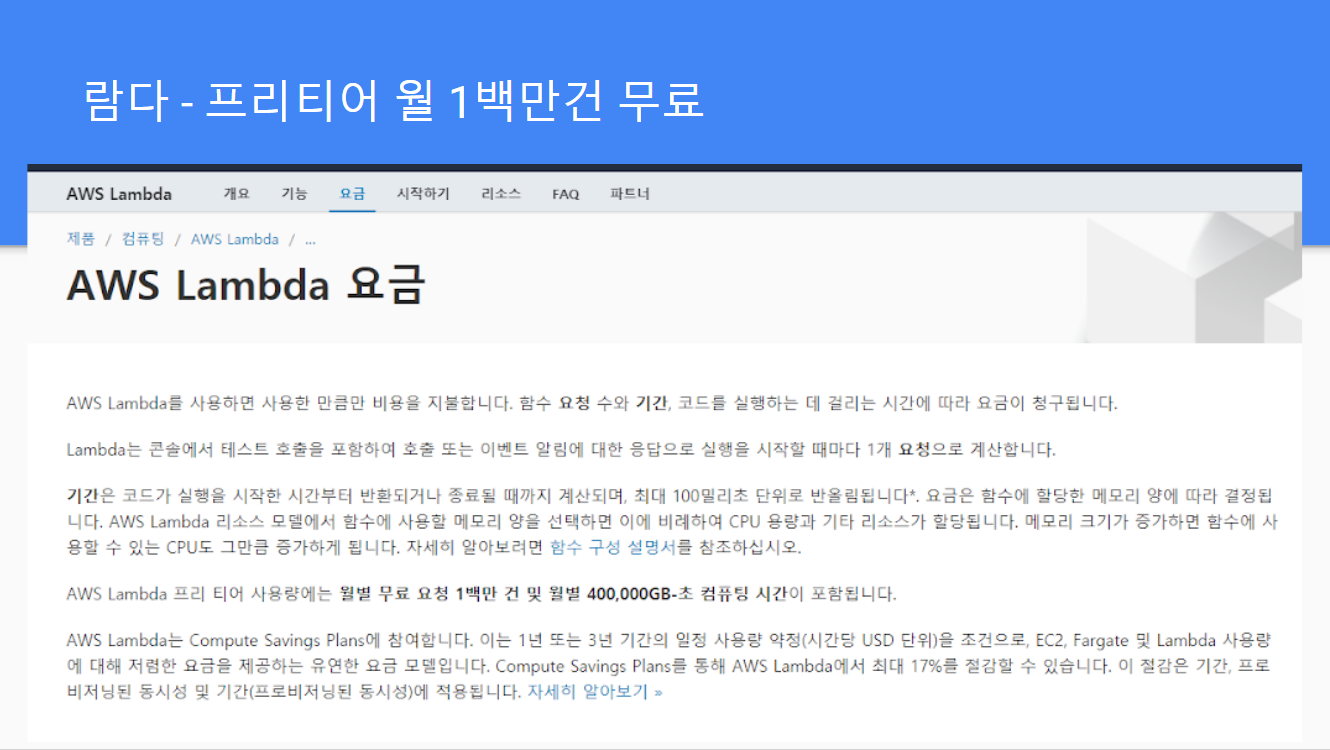 람다 - 프리티어 월 1백만건 무료
AWS Lambda 개요 기능 요금 시작하기 리소스 FAQ 파트너
제품 / 컴퓨팅 / AWS Lambda / ...
AWS Lambda 요금
AWS Lambda를 사용하면 사용한 만큼만 비용을 지불합니다. 함수 요청 수와 기간, 코드를 실행하는 데 걸리는 시간에 따라 요금이 청구됩니다.
Lambda는 콘솔에서 테스트 호출을 포함하여 호출 또는 이벤트 알림에 대한 응답으로 실행을 시작할 때마다 1개 요청으로 계산합니다.
기간은 코드가 실행을 시작한 시간부터 반환되거나 종료될 때까지 계산되며, 최대 100밀리초 단위로 반올림됩니다*. 요금은 함수에 할당한 메모리 양에 따라 결정됩
니다. AWS Lambda 리소스 모델에서 함수에 사용할 메모리 양을 선택하면 이에 비례하여 CPU 용량과 기타 리소스가 할당됩니다. 메모리 크기가 증가하면 함수에 사
용할 수 있는 CPU도 그만큼 증가하게 됩니다. 자세히 알아보려면 함수 구성 설명서를 참조하십시오.
AWS Lambda 프리 티어 사용량에는 월별 무료 요청 1백만 건 및 월별 400,000GB-초 컴퓨팅 시간이 포함됩니다.
AWS Lambda는 Compute Savings Plans에 참여합니다. 이는 1년 또는 3년 기간의 일정 사용량 약정(시간당 USD 단위)을 조건으로, EC2, Fargate 및 Lambda 사용량
에 대해 저렴한 요금을 제공하는 유연한 요금 모델입니다. Compute Savings Plans를 통해 AWS Lambda에서 최대 17%를 절감할 수 있습니다. 이 절감은 기간, 프로
비저닝된 동시성 및 기간(프로비저닝된 동시성)에 적용됩니다. 자세히 알아보기 »